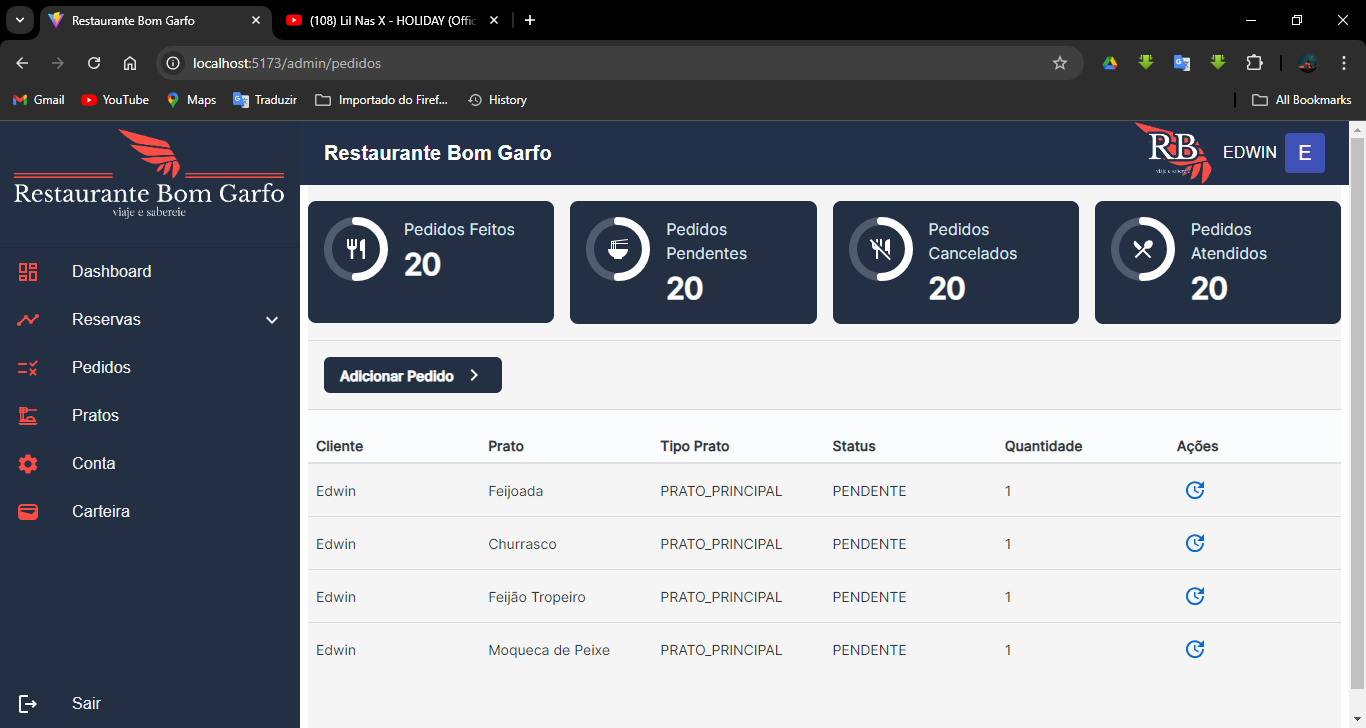 Restaurante Bom Garfo
(108) Lil Nas X - HOLIDAY (Offic
localhost:5173/admin/pedidos
Gmail
YouTube
Maps
Traduzir
Importado do Firef...
History
All Bookmarks
Restaurante Bom Garfo
viaje e sabereie
Restaurante Bom Garfo
RB
viaje e sabereie
EDWIN
E
Dashboard
Reservas
Pedidos
Pratos
Conta
Carteira
Sair
Pedidos Feitos
20
Pedidos
Pendentes
20
Pedidos
Cancelados
20
Pedidos
Atendidos
20
Adicionar Pedido
Cliente Prato Tipo Prato Status Quantidade Ações
Edwin Feijoada PRATO_PRINCIPAL PENDENTE 1
Edwin Churrasco PRATO_PRINCIPAL PENDENTE 1
Edwin Feijão Tropeiro PRATO_PRINCIPAL PENDENTE 1
Edwin Moqueca de Peixe PRATO_PRINCIPAL PENDENTE 1